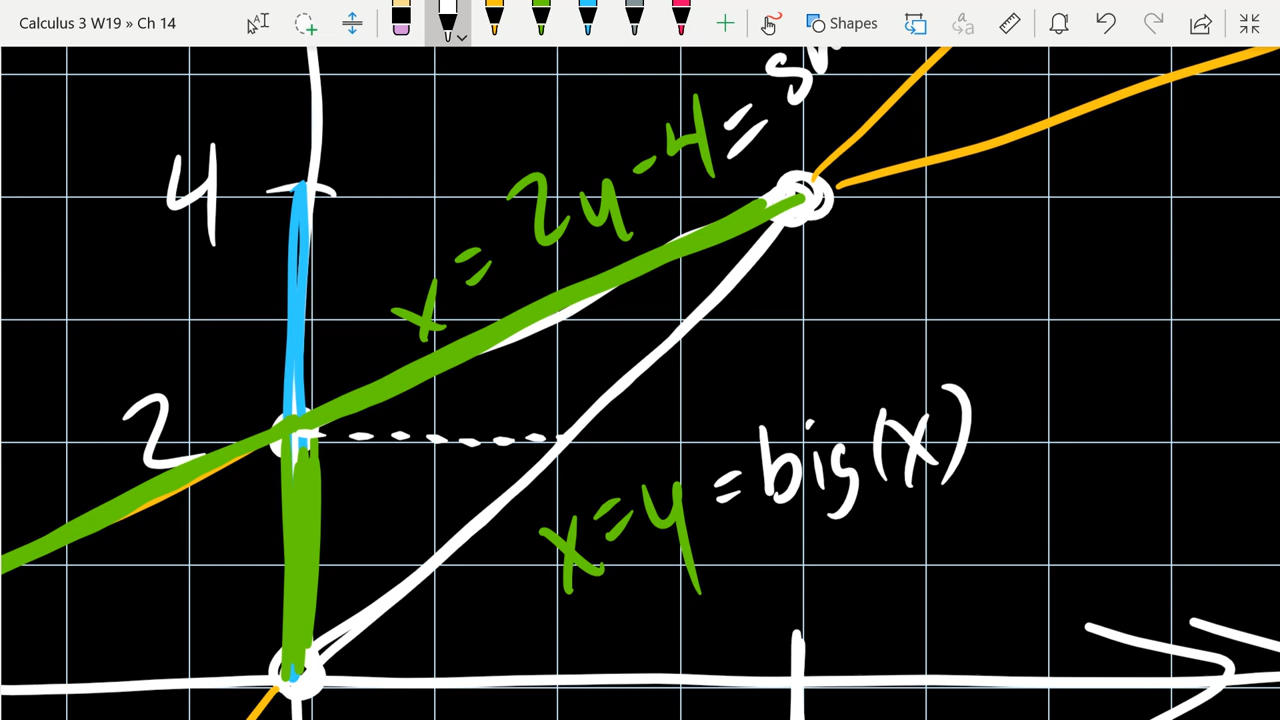 Calculus 3 W19 » Ch 14
Shapes
4
x = 2y - 4 =
2
x = y = big(x)